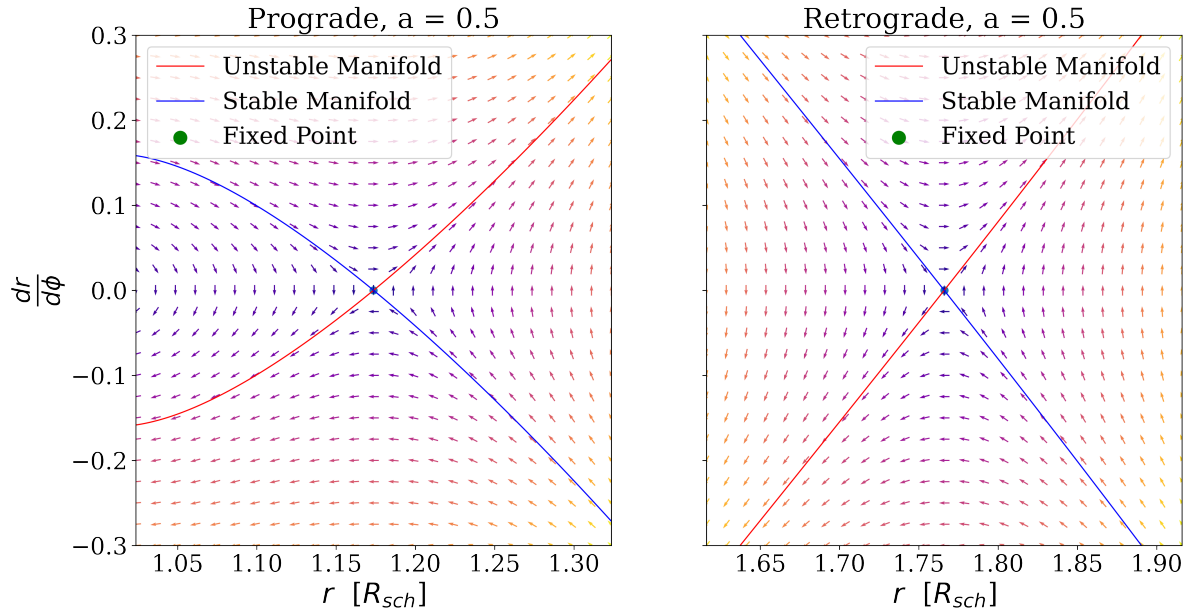 Prograde, a = 0.5
0.3
0.2
0.1
0.0
−0.1
−0.2
−0.3
dr
dϕ
Unstable Manifold
Stable Manifold
Fixed Point
1.05 1.10 1.15 1.20 1.25 1.30
r [R_sch]
Retrograde, a = 0.5
Unstable Manifold
Stable Manifold
Fixed Point
1.65 1.70 1.75 1.80 1.85 1.90
r [R_sch]